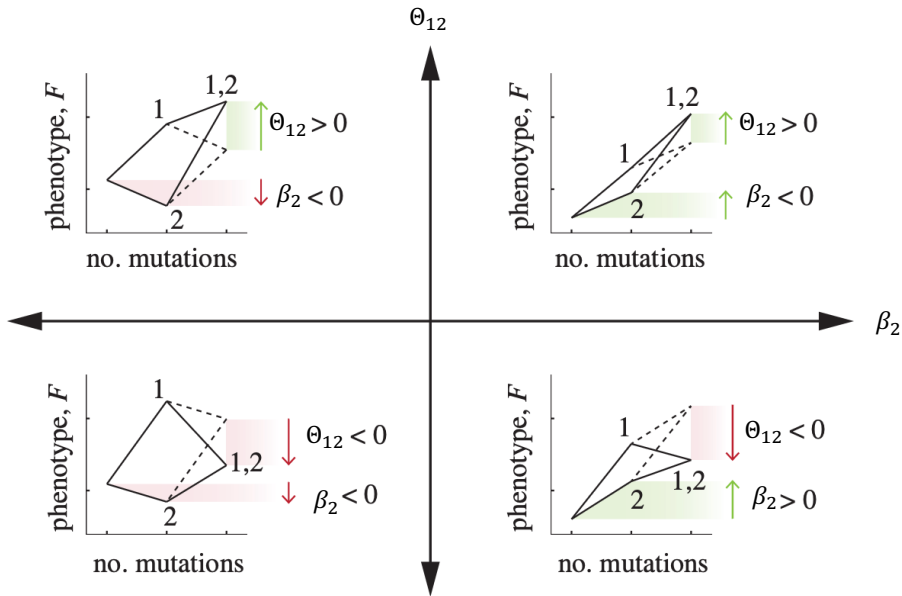 Θ12
phenotype, F
1
1,2
2
Θ12 > 0
β2 < 0
no. mutations
phenotype, F
1
1,2
2
Θ12 > 0
β2 < 0
no. mutations
β2
phenotype, F
1
1,2
2
Θ12 < 0
β2 < 0
no. mutations
phenotype, F
1
1,2
2
Θ12 < 0
β2 > 0
no. mutations